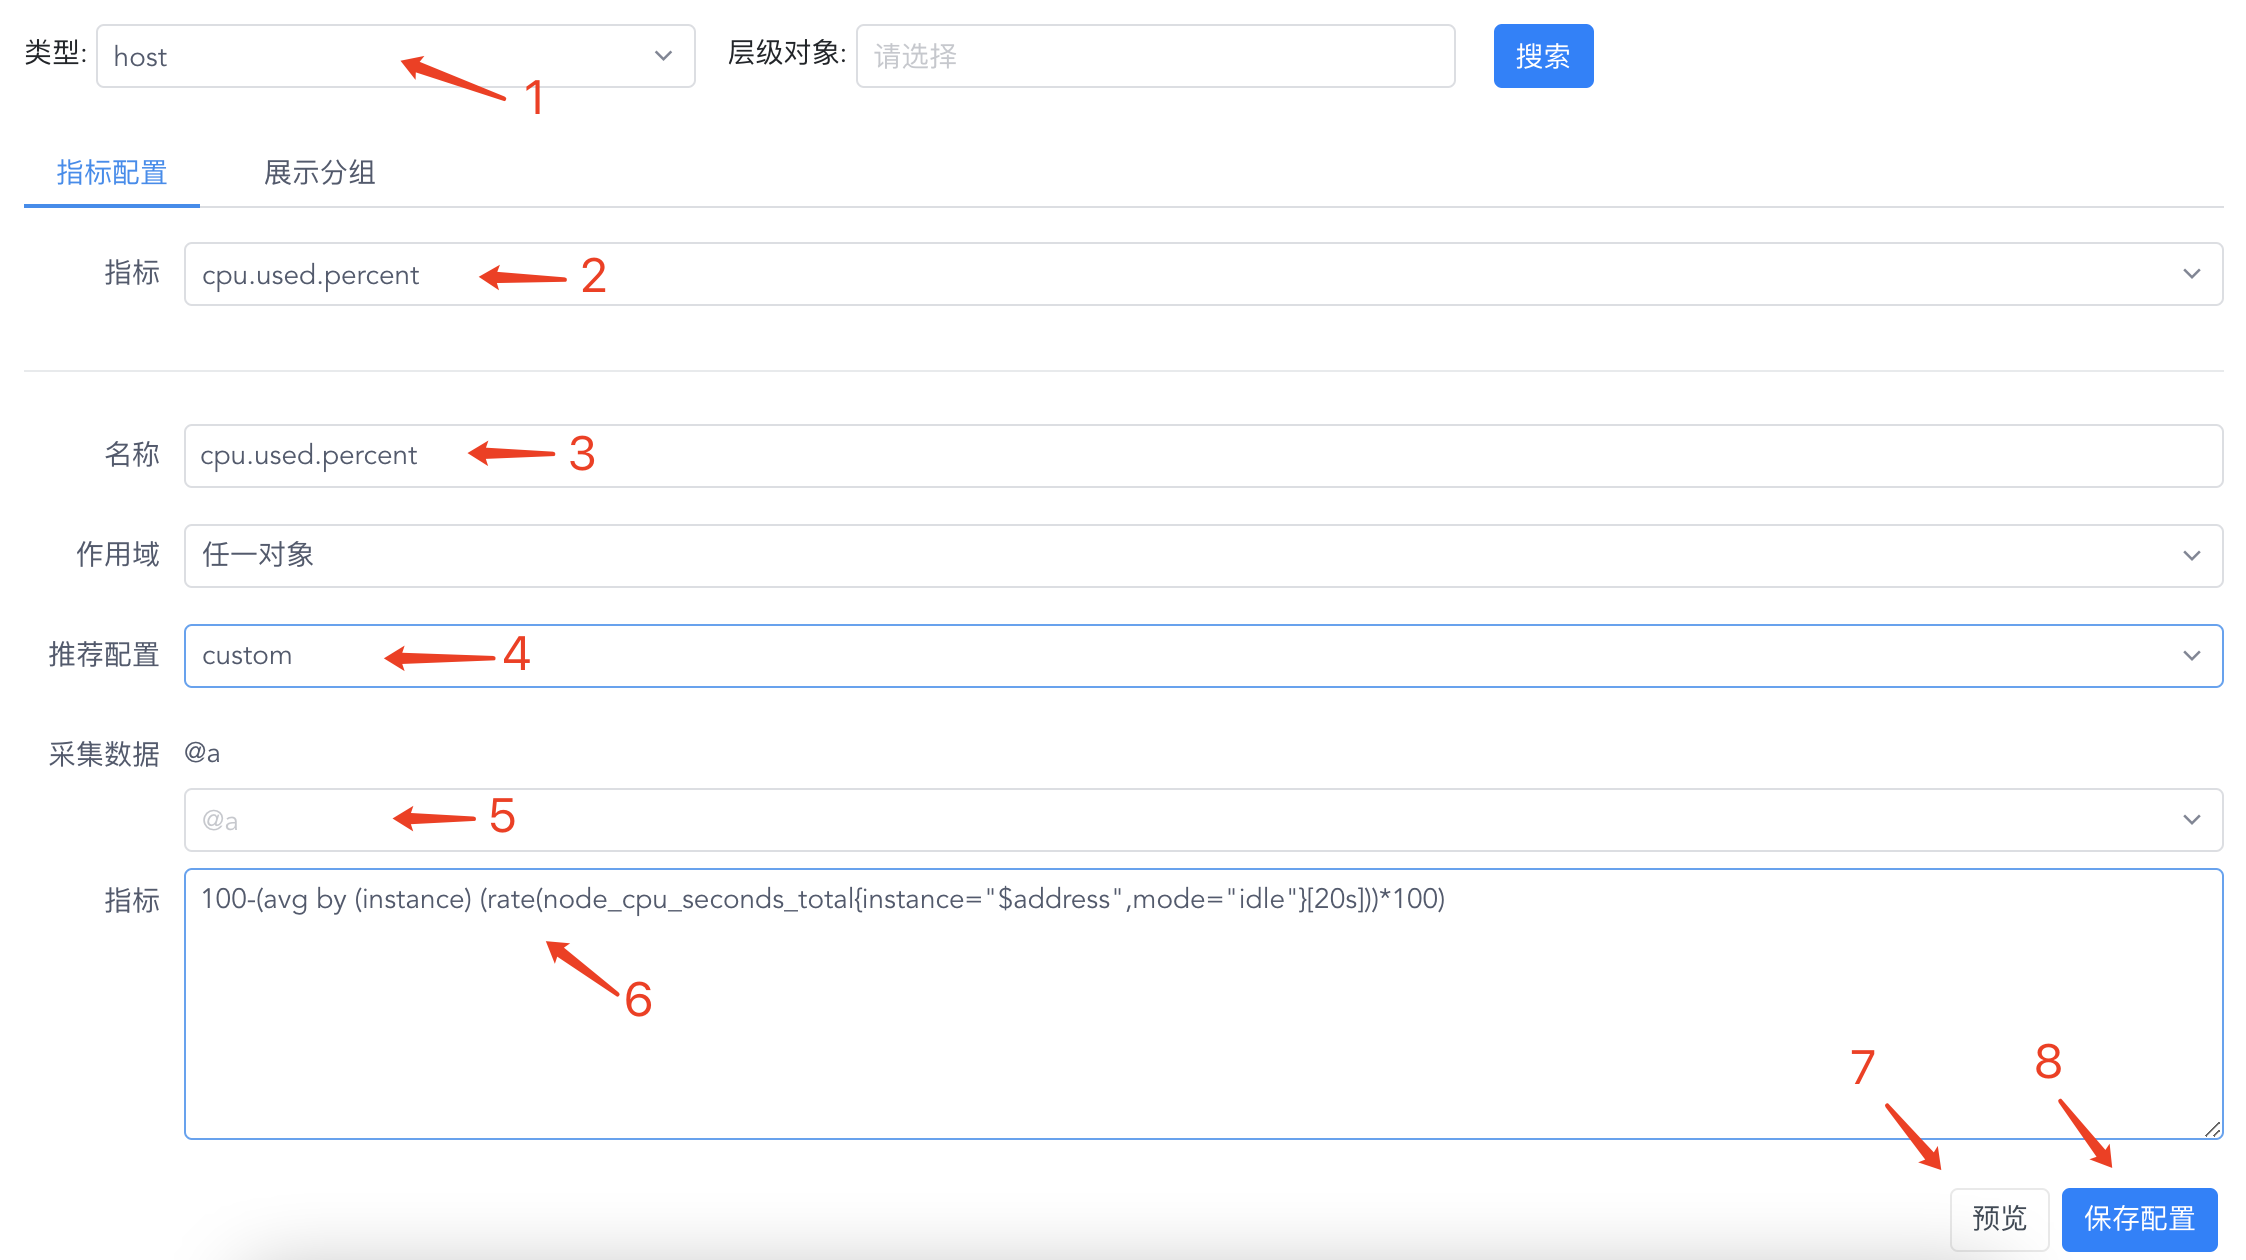 类型: host 层级对象: 请选择 搜索
1
指标配置 展示分组
指标 cpu.used.percent 2
名称 cpu.used.percent 3
作用域 任一对象
推荐配置 custom 4
采集数据 @a
@a 5
指标 100-(avg by (instance) (rate(node_cpu_seconds_total{instance="$address",mode="idle"}[20s]))*100)
6
7 8
预览 保存配置